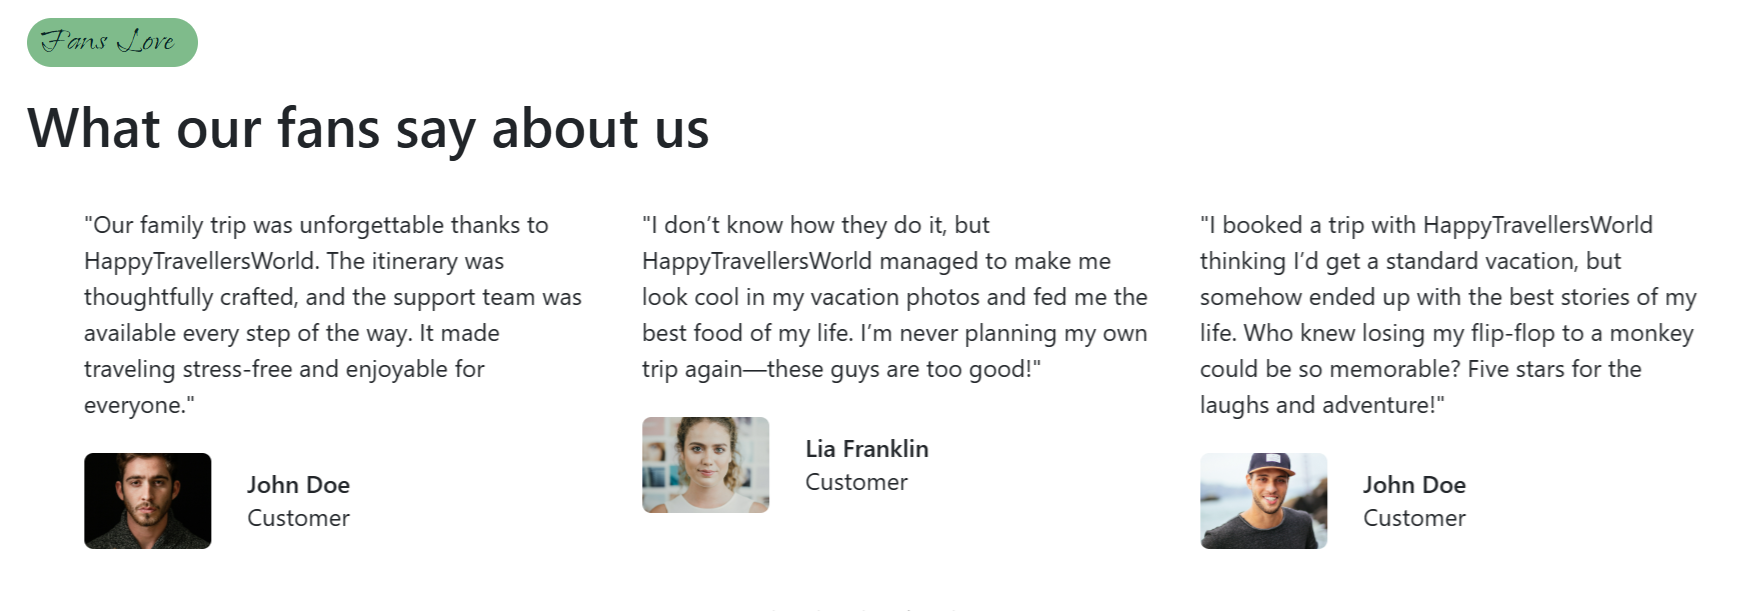 Fans Love
What our fans say about us
"Our family trip was unforgettable thanks to
HappyTravellersWorld. The itinerary was
thoughtfully crafted, and the support team was
available every step of the way. It made
traveling stress-free and enjoyable for
everyone."
John Doe
Customer
"I don’t know how they do it, but
HappyTravellersWorld managed to make me
look cool in my vacation photos and fed me the
best food of my life. I’m never planning my own
trip again—these guys are too good!"
Lia Franklin
Customer
"I booked a trip with HappyTravellersWorld
thinking I’d get a standard vacation, but
somehow ended up with the best stories of my
life. Who knew losing my flip-flop to a monkey
could be so memorable? Five stars for the
laughs and adventure!"
John Doe
Customer